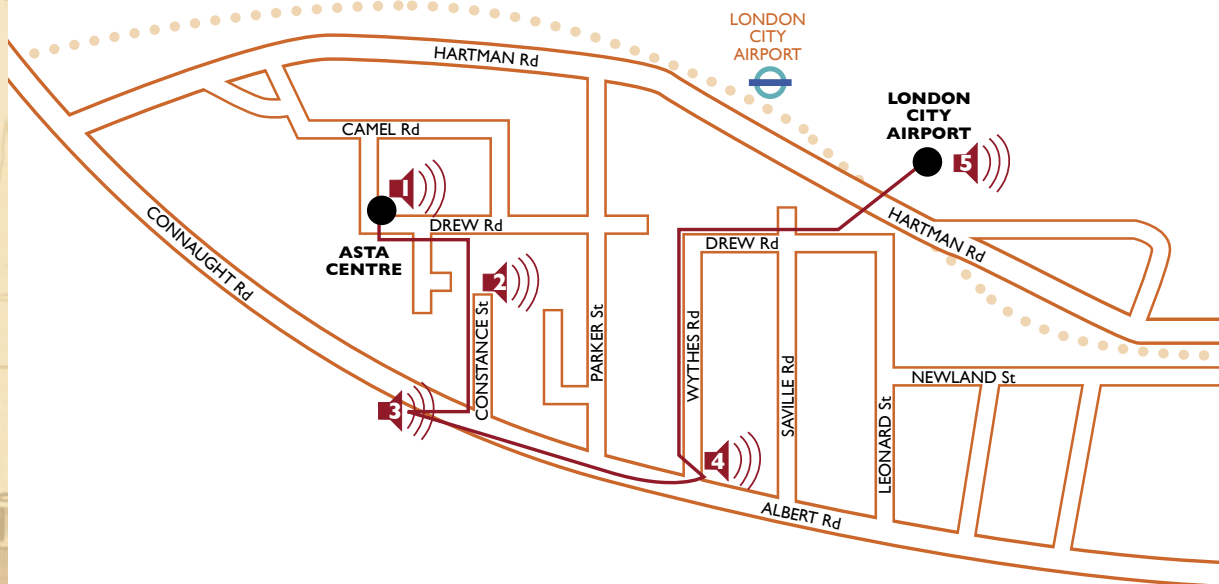 LONDON
CITY
AIRPORT
HARTMAN Rd
LONDON
CITY
AIRPORT
5
CAMEL Rd
1
CONNAUGHT Rd
DREW Rd
HARTMAN Rd
DREW Rd
ASTA
CENTRE
2
CONSTANCE St
PARKER St
WYTHES Rd
SAVILLE Rd
NEWLAND St
3
LEONARD St
4
ALBERT Rd